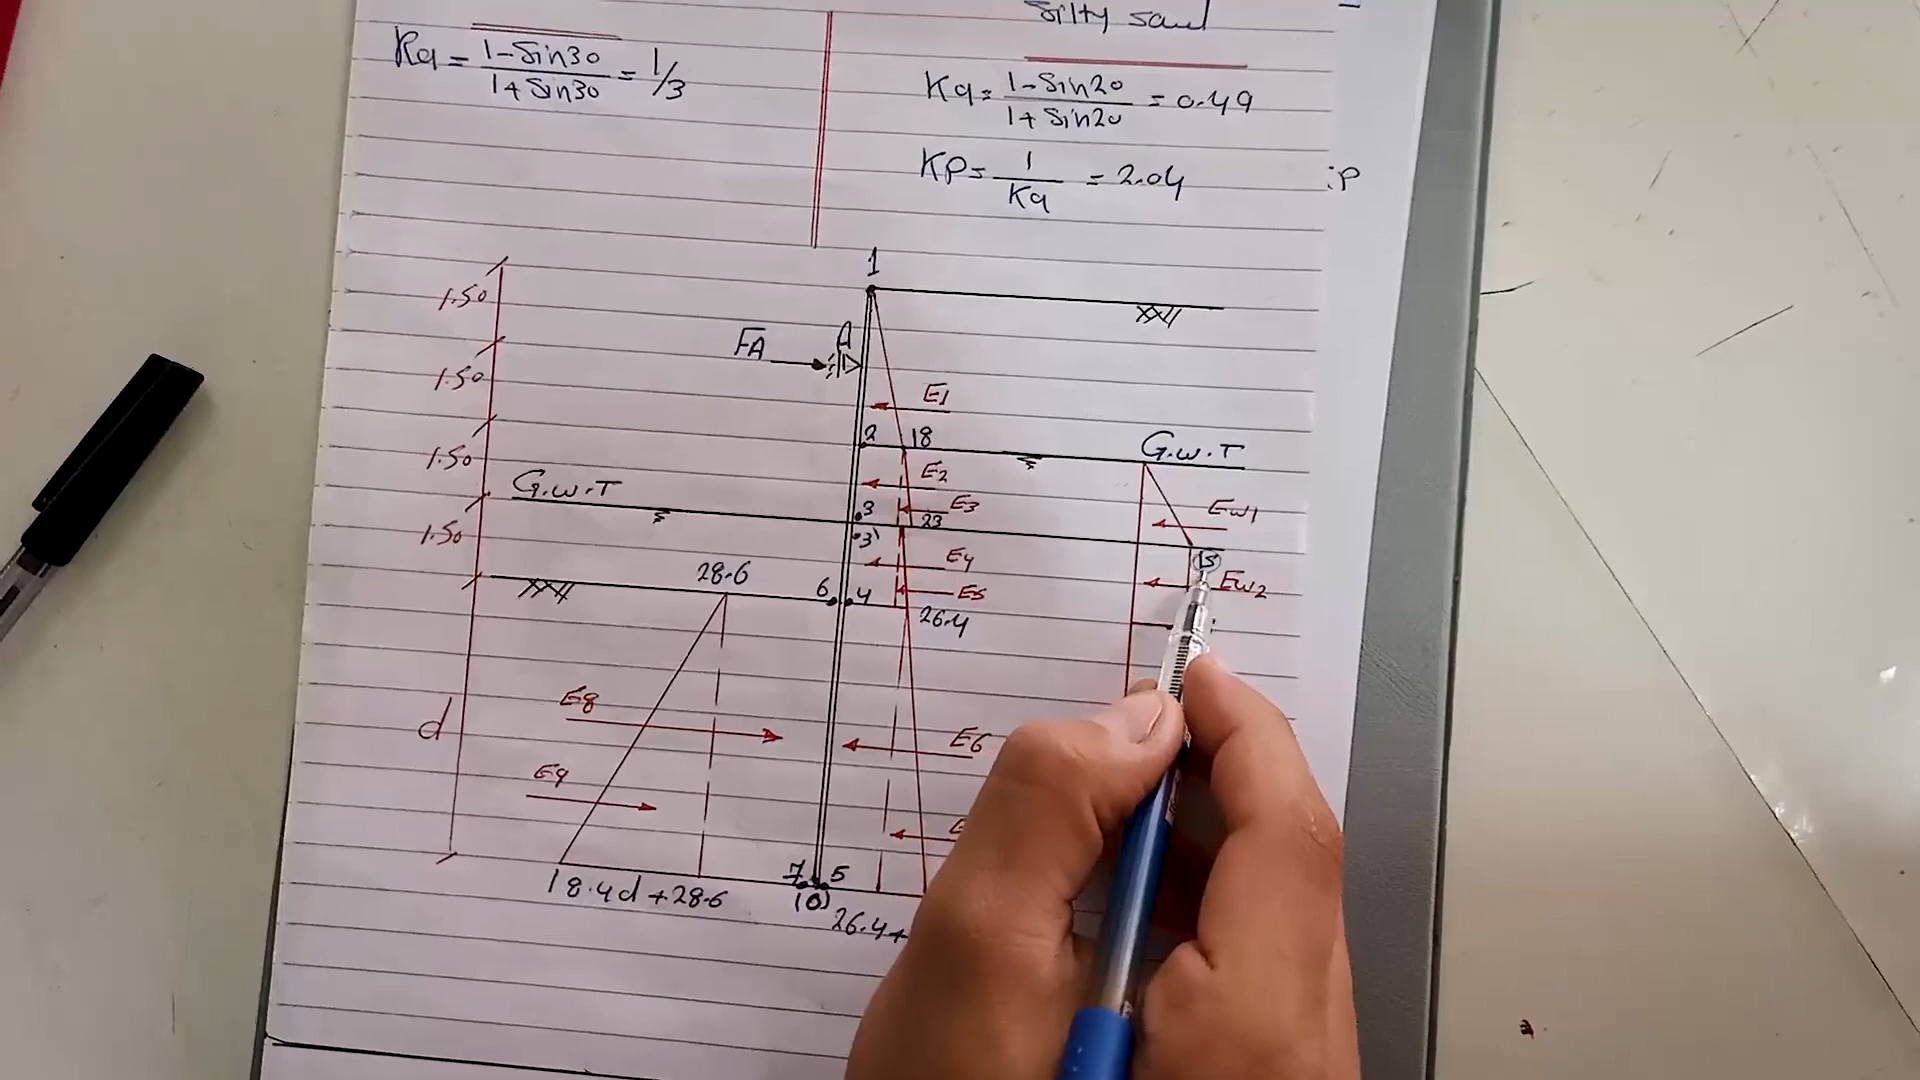 Silty sand
Ka = 1-Sin30 / 1+Sin30 = 1/3
Ka = 1-Sin20 / 1+Sin20 = 0.49
KP = 1 / Ka = 2.04
1
1.50
FA
A
1.50
E1
2
18
G.W.T
1.50
E2
G.W.T
3
E3
23
EW1
1.50
3'
E4
15
28.6
6
4
E5
EW2
26.4
E8
d
E6
E9
7
5
18.4d+28.6
(0)
26.4+